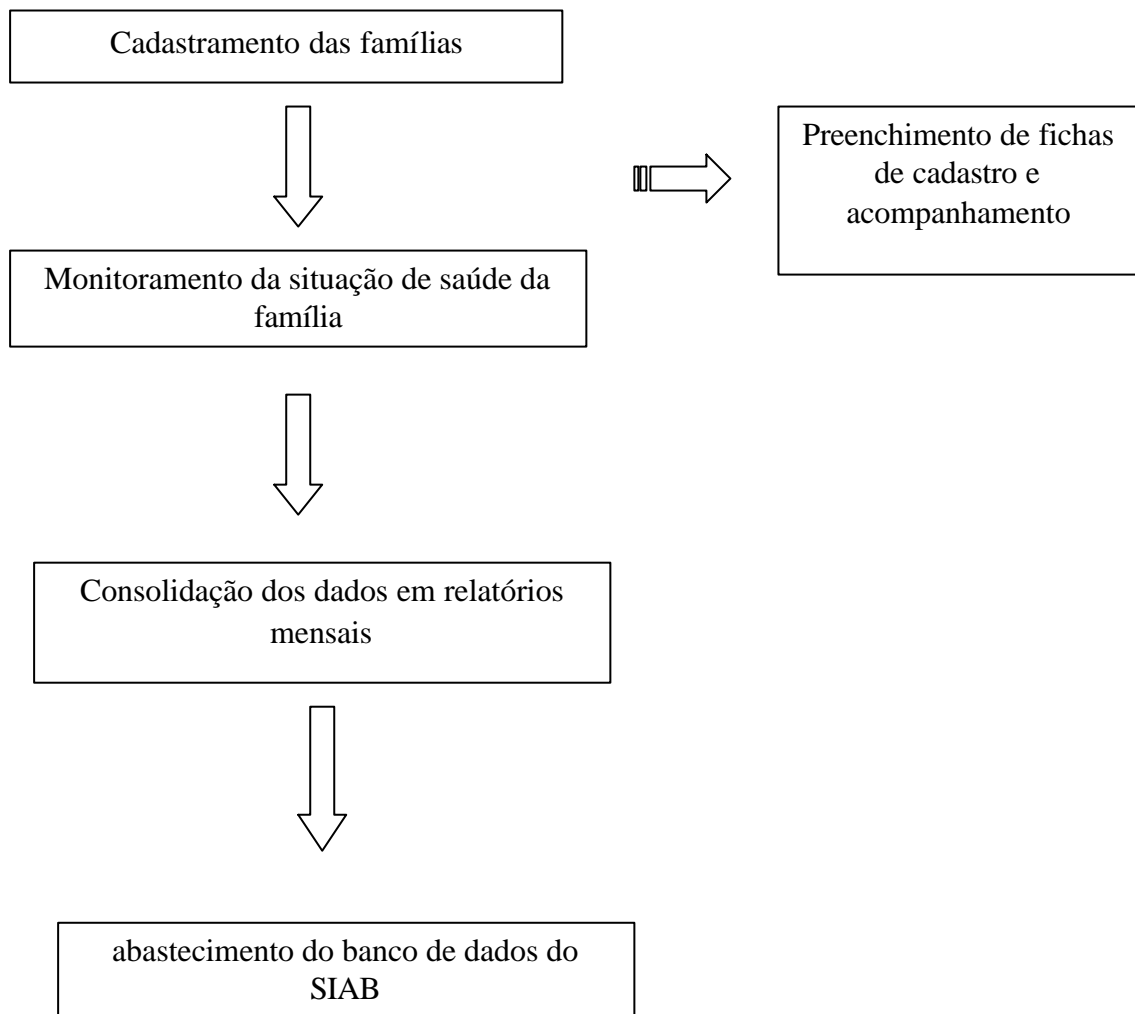 Cadastramento das famílias
Preenchimento de fichas
de cadastro e
acompanhamento
Monitoramento da situação de saúde da
família
Consolidação dos dados em relatórios
mensais
abastecimento do banco de dados do
SIAB